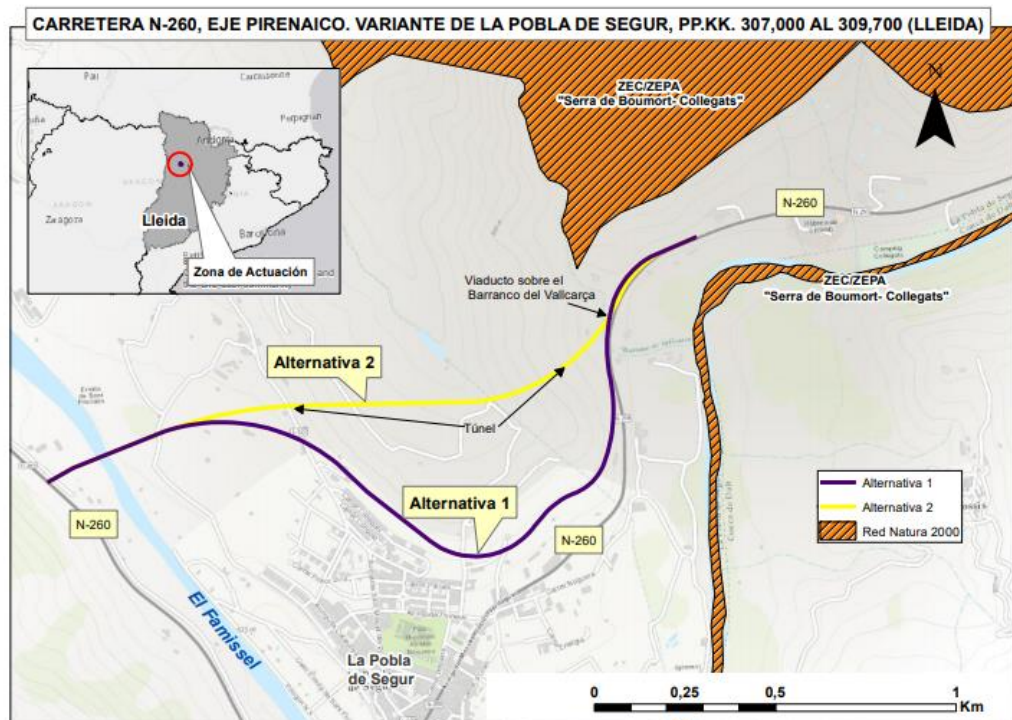 CARRETERA N-260, EJE PIRENAICO. VARIANTE DE LA POBLA DE SEGUR, PP.KK. 307,000 AL 309,700 (LLEIDA)
ZEC/ZEPA
"Serra de Boumort- Collegats"
N
Pau
Carcassonne
Perpignan
Andorra
ARAGON
Zaragoza
Lleida
Barcelona
Zona de Actuación
N-260
ZEC/ZEPA
"Serra de Boumort- Collegats"
Viaducto sobre el
Barranco del Vallcarça
Alternativa 2
Túnel
Alternativa 1
N-260
N-260
El Famissel
La Pobla
de Segur
Alternativa 1
Alternativa 2
Red Natura 2000
0 0,25 0,5 1
Km